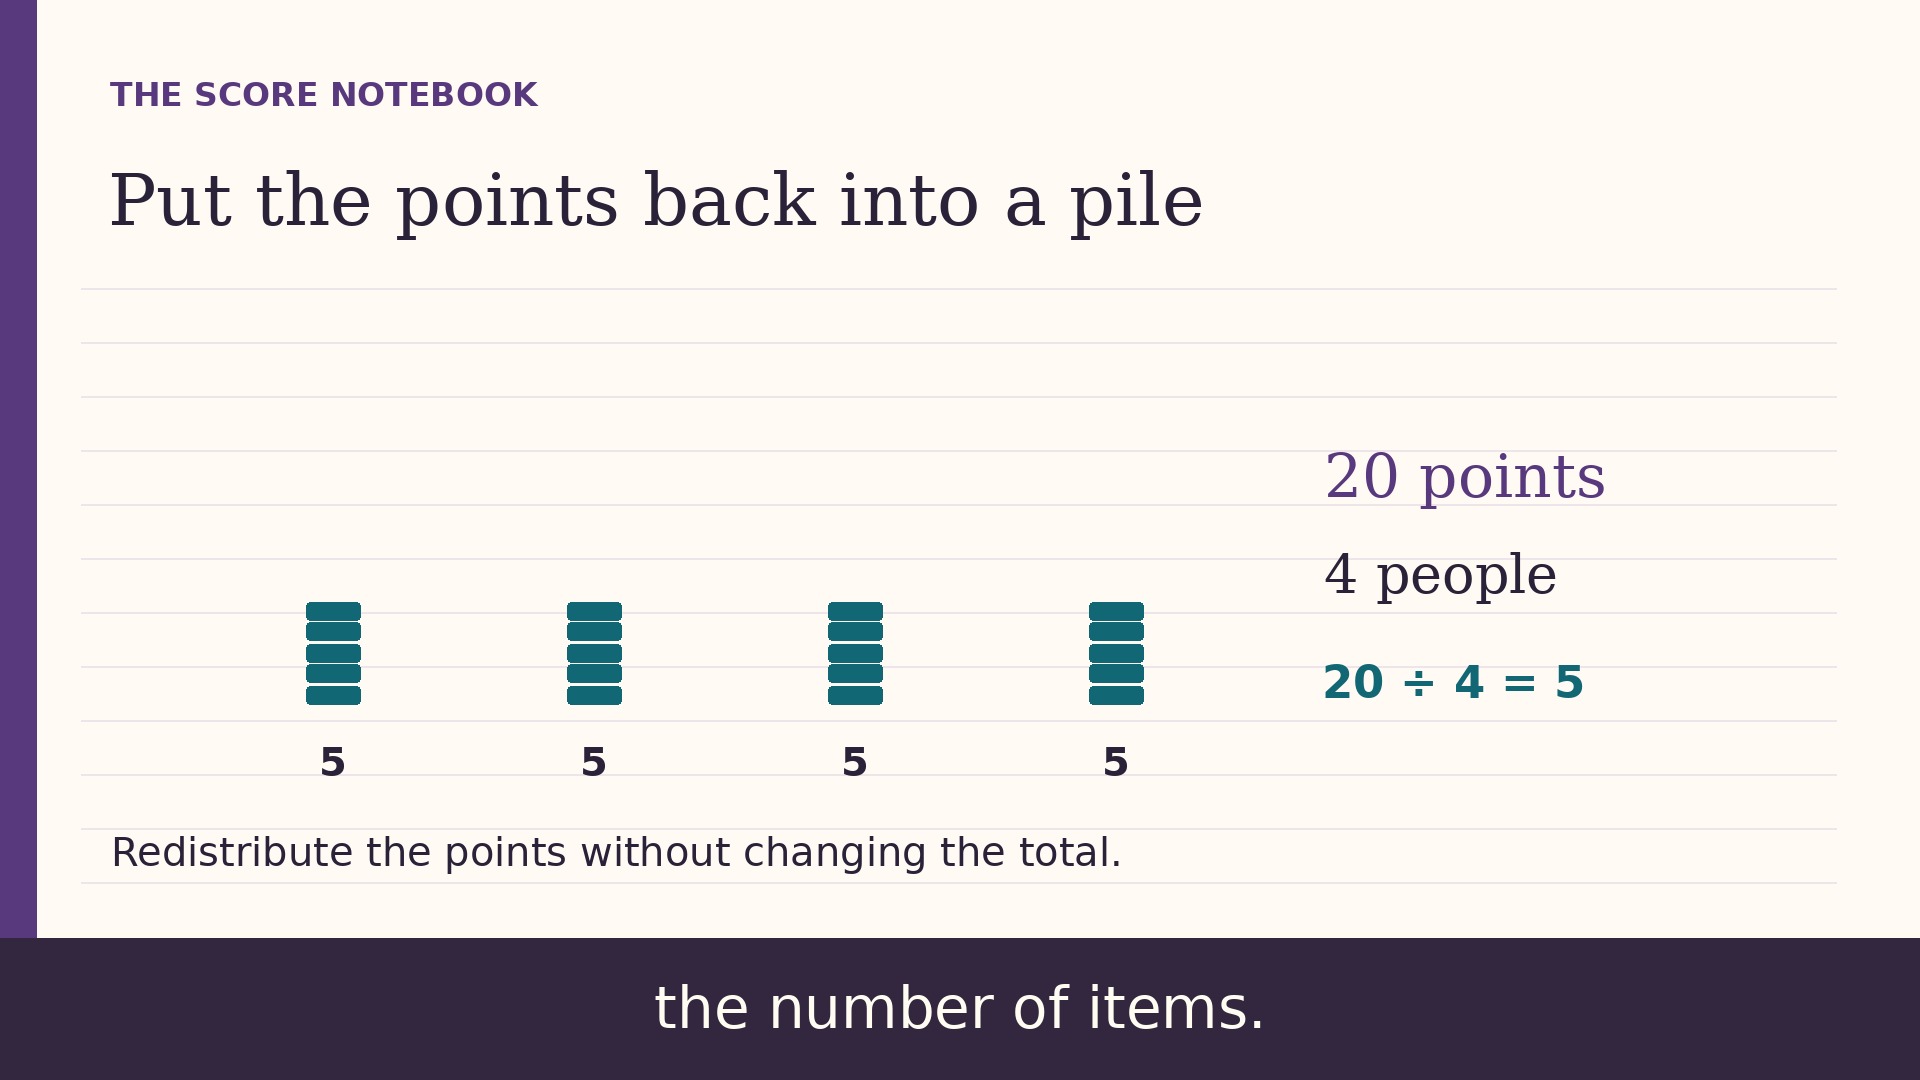 THE SCORE NOTEBOOK
Put the points back into a pile
20 points
4 people
20 ÷ 4 = 5
5 5 5 5
Redistribute the points without changing the total.
the number of items.